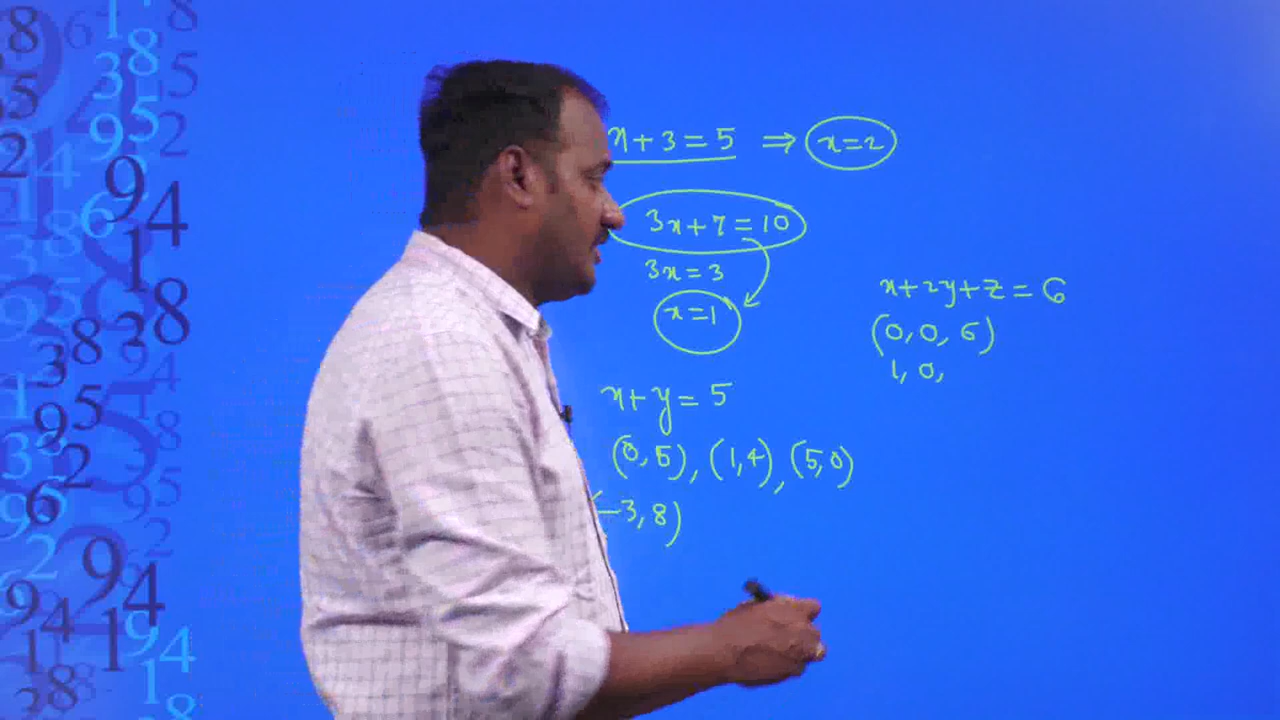 x+3=5 ⇒ x=2
3x+7=10
3x=3
x=1
x+y=5
(0,5), (1,4), (5,0)
(-3,8)
x+2y+z=6
(0,0,6)
1,0,